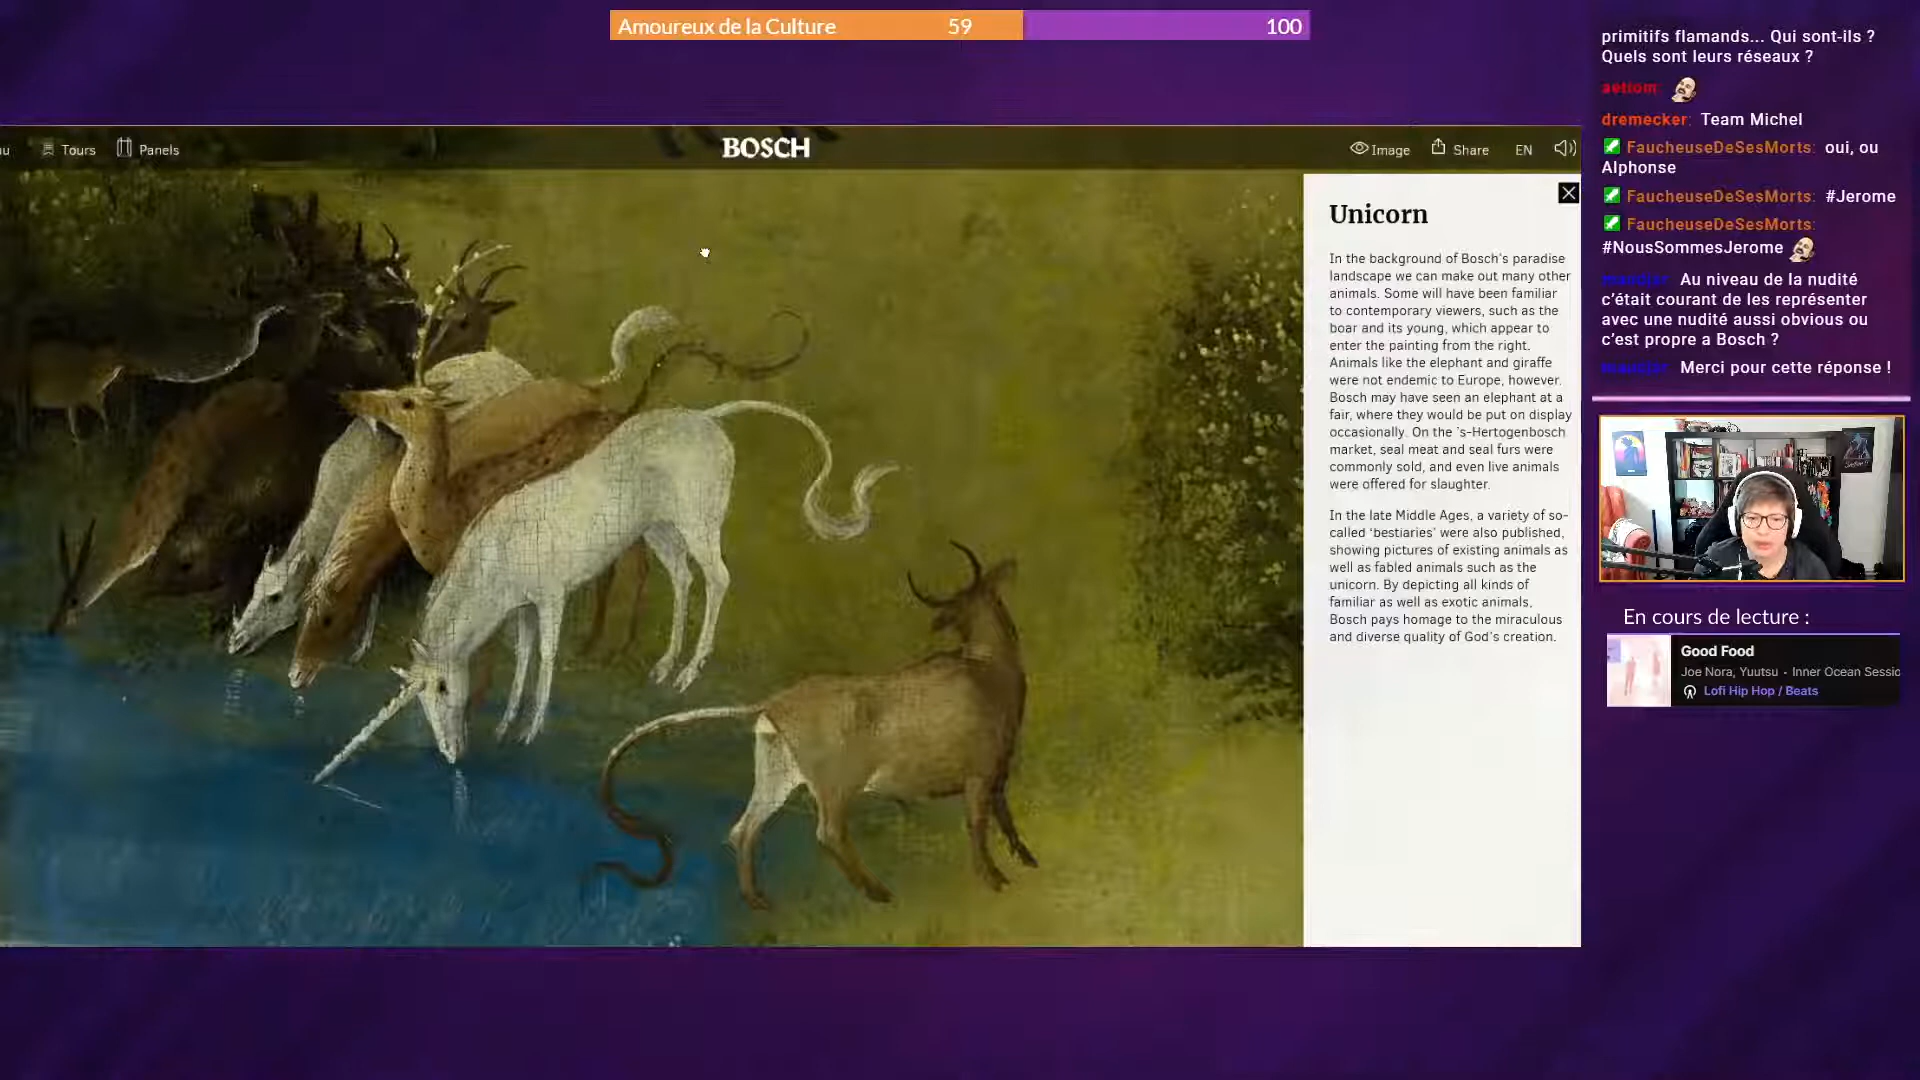 Amoureux de la Culture 59 100
Tours Panels
BOSCH
Image Share EN
Unicorn
In the background of Bosch's paradise
landscape we can make out many other
animals. Some will have been familiar
to contemporary viewers, such as the
boar and its young, which appear to
enter the painting from the right.
Animals like the elephant and giraffe
were not endemic to Europe, however.
Bosch may have seen an elephant at a
fair, where they would be put on display
occasionally. On the 's-Hertogenbosch
market, seal meat and seal furs were
commonly sold, and even live animals
were offered for slaughter.
In the late Middle Ages, a variety of so-
called 'bestiaries' were also published,
showing pictures of existing animals as
well as fabled animals such as the
unicorn. By depicting all kinds of
familiar as well as exotic animals,
Bosch pays homage to the miraculous
and diverse quality of God's creation.
primitifs flamands... Qui sont-ils ?
Quels sont leurs réseaux ?
aetiom:
dremecker: Team Michel
FaucheuseDeSesMorts: oui, ou
Alphonse
FaucheuseDeSesMorts: #Jerome
FaucheuseDeSesMorts:
#NousSommesJerome
Au niveau de la nudité
c'était courant de les représenter
avec une nudité aussi obvious ou
c'est propre a Bosch ?
Merci pour cette réponse !
En cours de lecture :
Good Food
Joe Nora, Yuutsu - Inner Ocean Sessic
Lofi Hip Hop / Beats